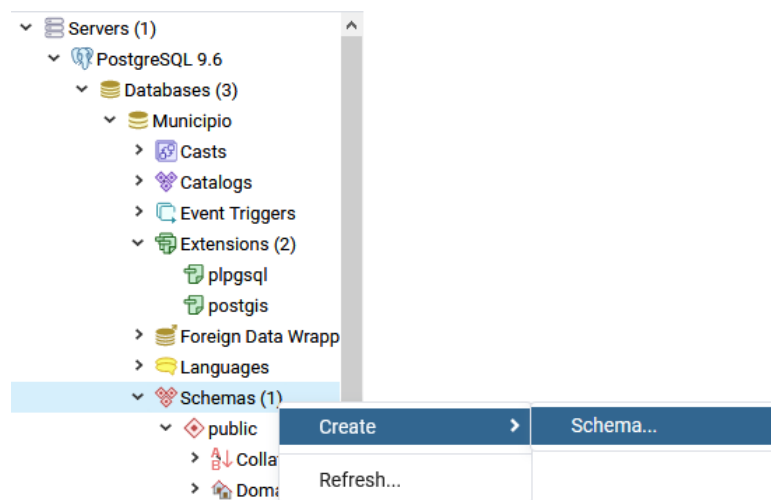 Servers (1)
PostgreSQL 9.6
Databases (3)
Municipio
Casts
Catalogs
Event Triggers
Extensions (2)
plpgsql
postgis
Foreign Data Wrapp
Languages
Schemas (1)
public
Create
Schema...
Colla
Refresh...
Doma